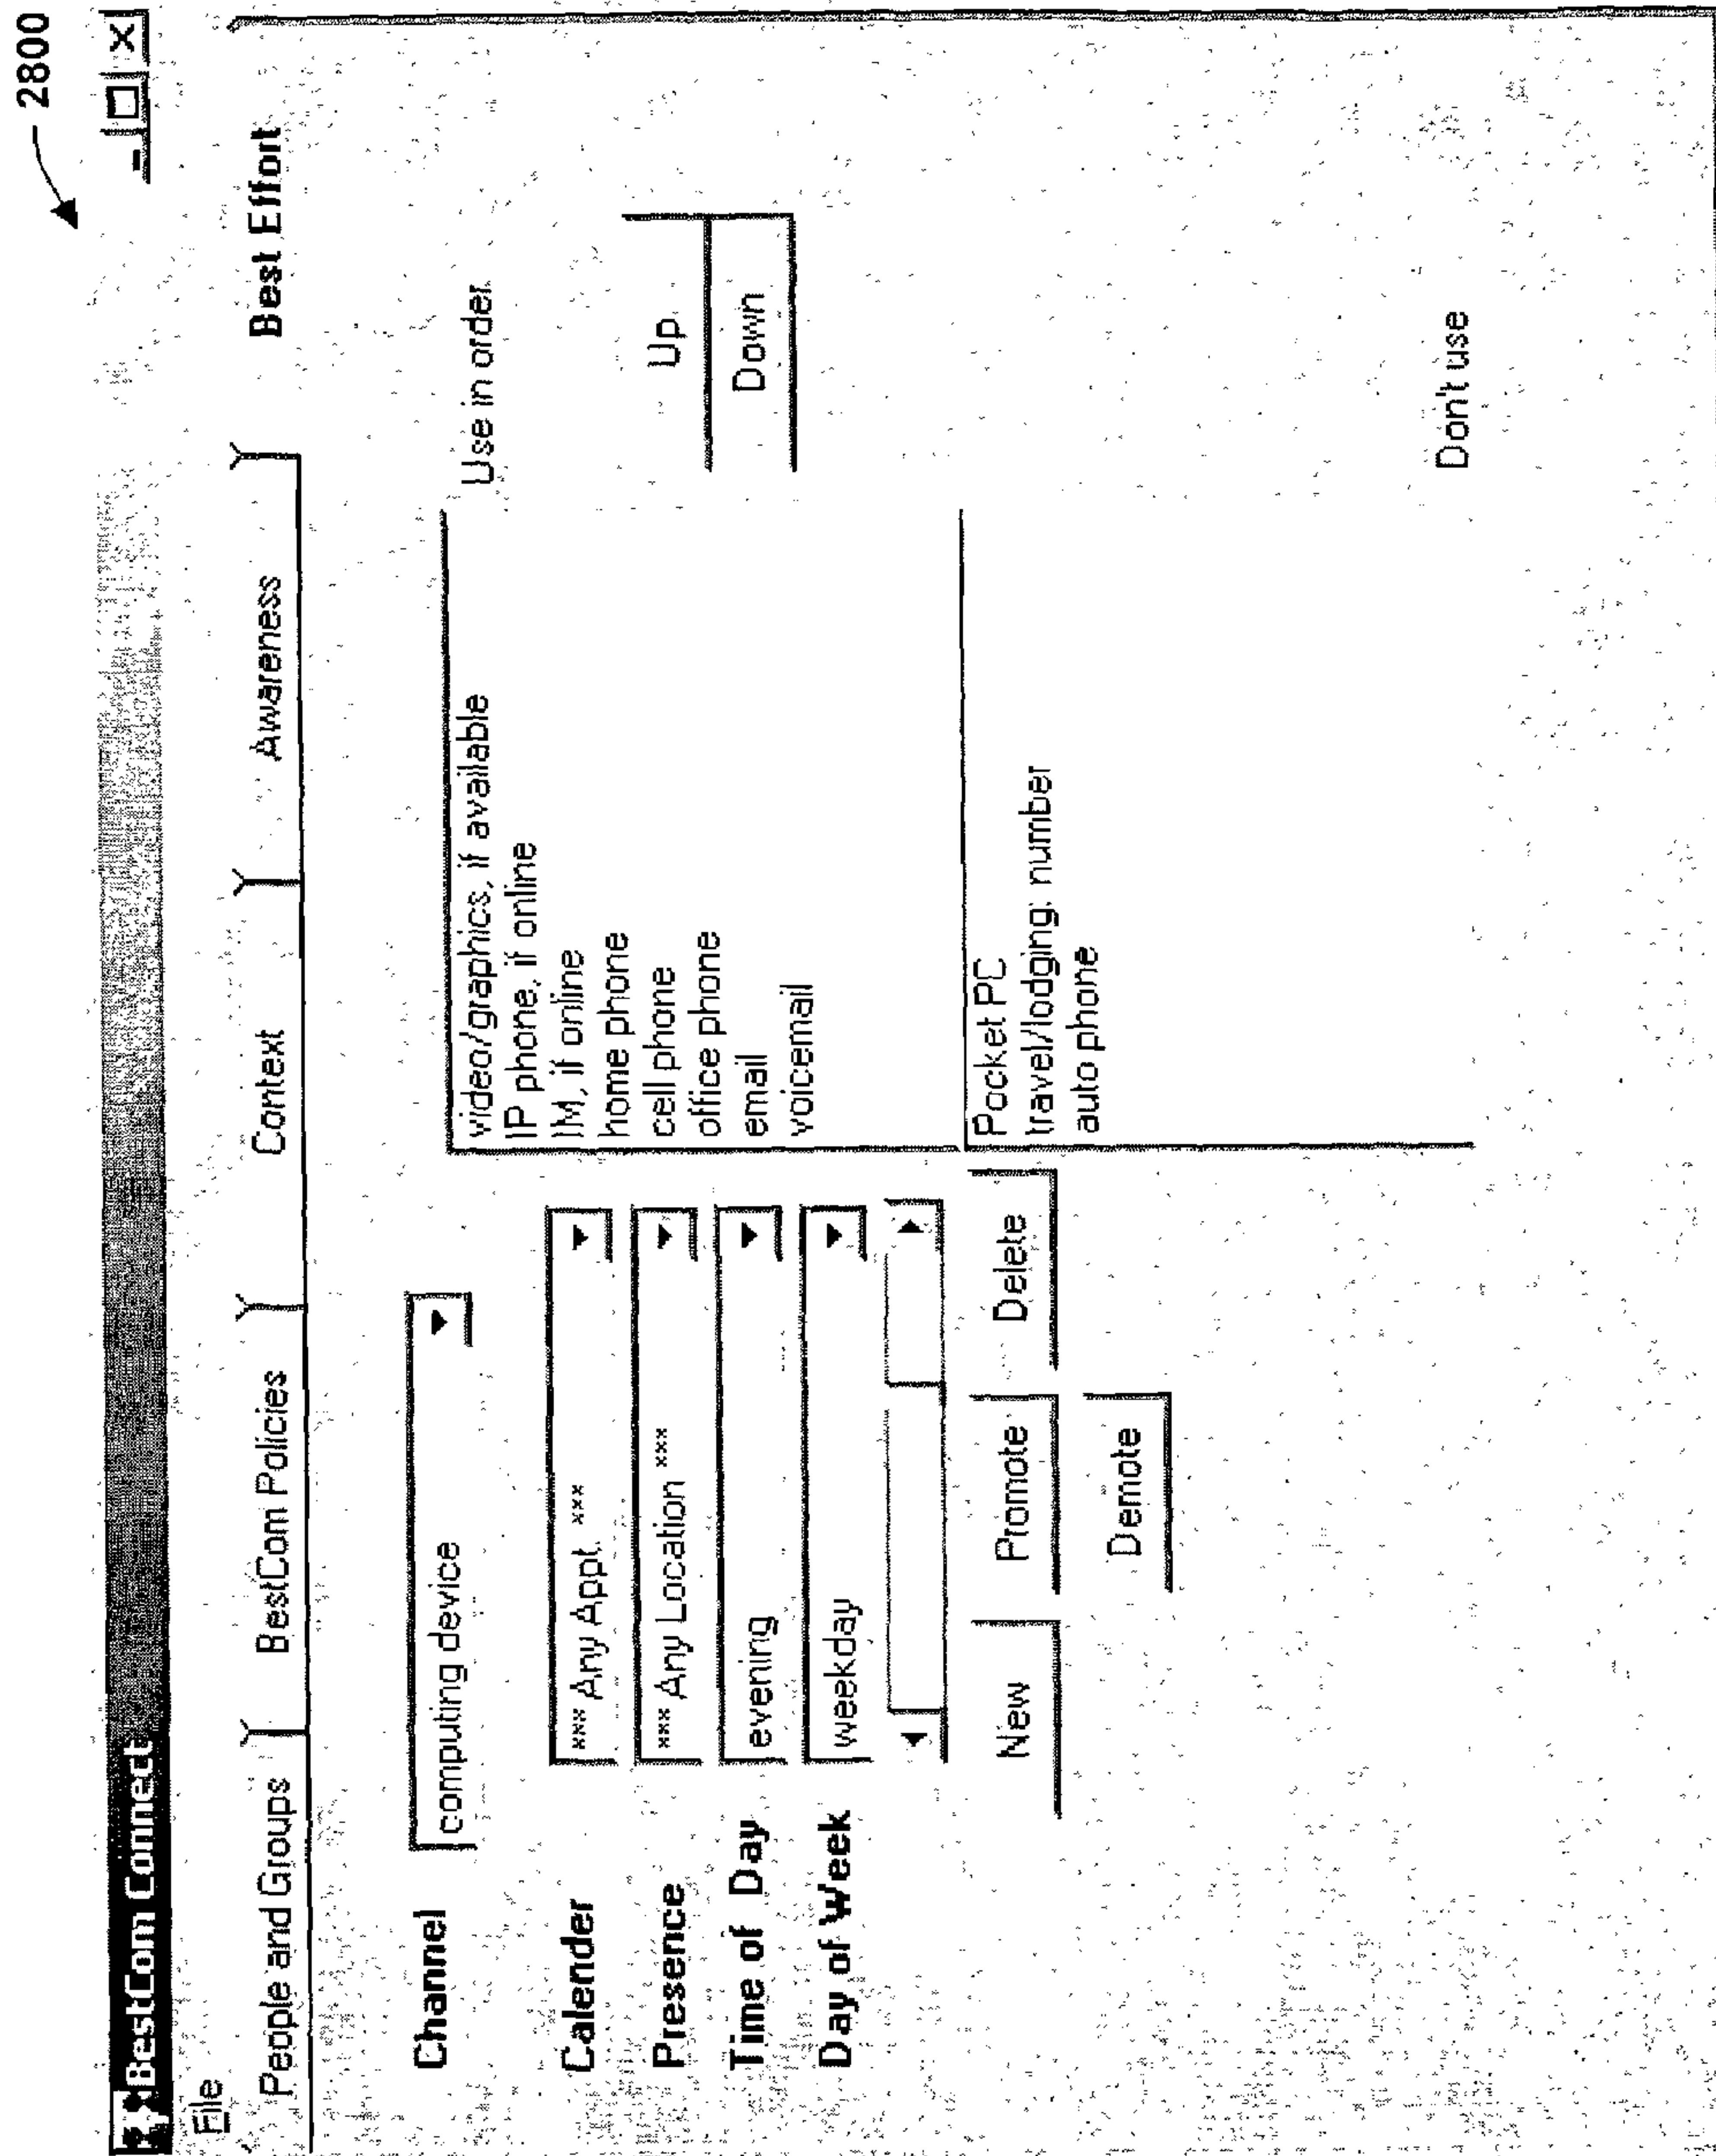 2800
BestCom Connect
File
People and Groups
BestCom Policies
Context
Awareness
Best Effort
Channel
computing device
Calender
*** Any Appt. ***
Presence
*** Any Location ***
Time of Day
evening
Day of Week
weekday
New
Promote
Delete
Demote
video/graphics, if available
IP phone, if online
IM, if online
home phone
cell phone
office phone
email
voicemail
Use in order
Up
Down
Pocket PC
travel/lodging: number
auto phone
Don't use